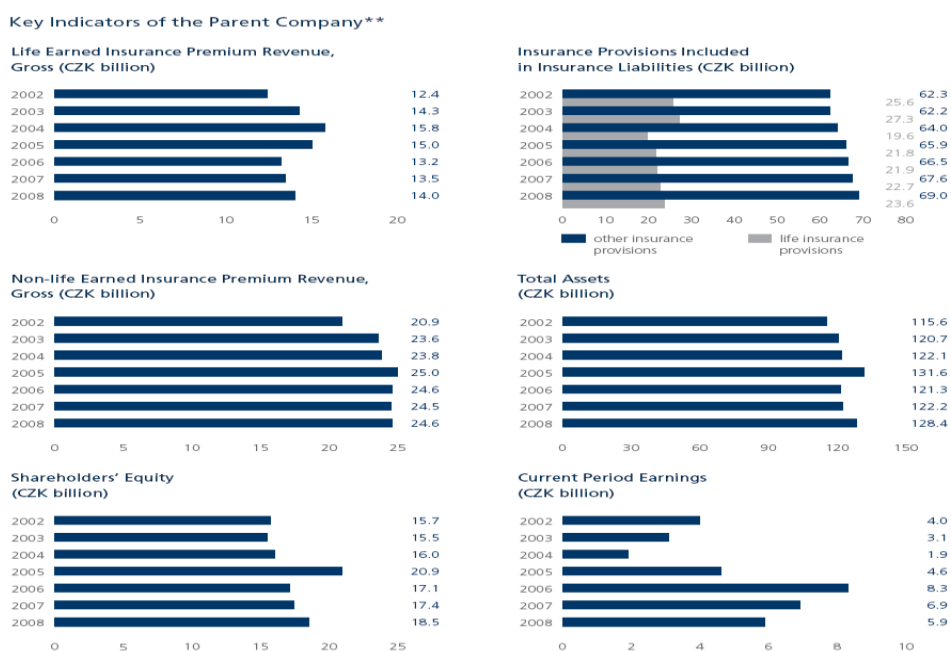 Key Indicators of the Parent Company**
Life Earned Insurance Premium Revenue,
Gross (CZK billion)
2002 12.4
2003 14.3
2004 15.8
2005 15.0
2006 13.2
2007 13.5
2008 14.0
0 5 10 15 20
Insurance Provisions Included
in Insurance Liabilities (CZK billion)
2002 62.3
25.6
2003 62.2
27.3
2004 64.0
19.6
2005 65.9
21.8
2006 66.5
21.9
2007 67.6
22.7
2008 69.0
23.6
0 10 20 30 40 50 60 70 80
other insurance
provisions
life insurance
provisions
Non-life Earned Insurance Premium Revenue,
Gross (CZK billion)
2002 20.9
2003 23.6
2004 23.8
2005 25.0
2006 24.6
2007 24.5
2008 24.6
0 5 10 15 20 25
Total Assets
(CZK billion)
2002 115.6
2003 120.7
2004 122.1
2005 131.6
2006 121.3
2007 122.2
2008 128.4
0 30 60 90 120 150
Shareholders' Equity
(CZK billion)
2002 15.7
2003 15.5
2004 16.0
2005 20.9
2006 17.1
2007 17.4
2008 18.5
0 5 10 15 20 25
Current Period Earnings
(CZK billion)
2002 4.0
2003 3.1
2004 1.9
2005 4.6
2006 8.3
2007 6.9
2008 5.9
0 2 4 6 8 10